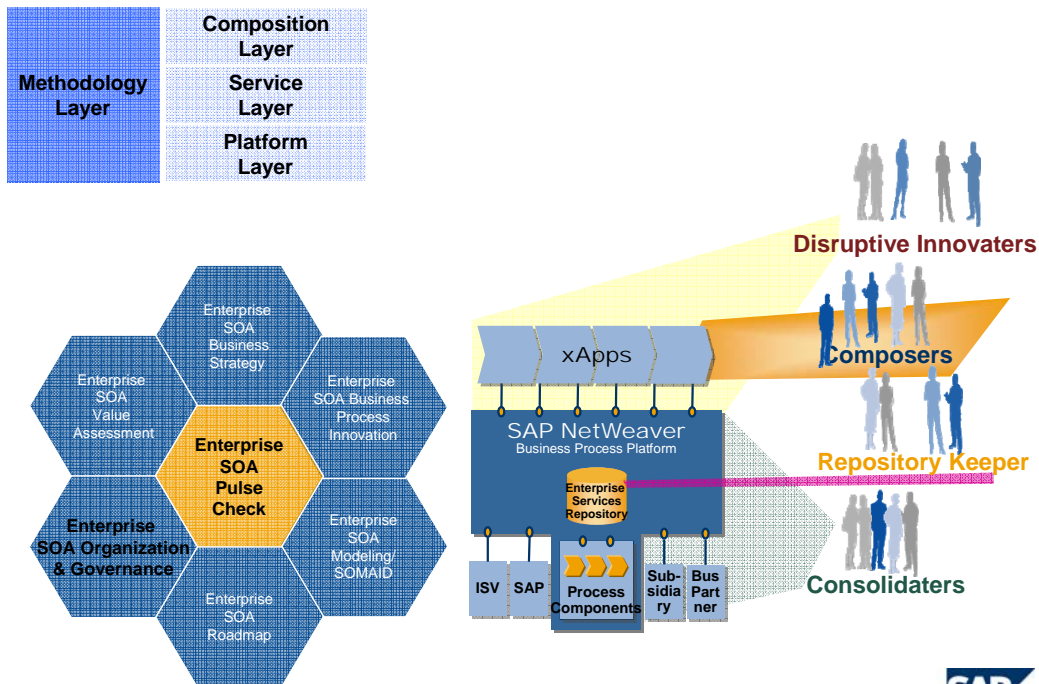 Composition
Layer
Methodology
Layer
Service
Layer
Platform
Layer
Disruptive Innovaters
Composers
Repository Keeper
Consolidaters
Enterprise
SOA
Business
Strategy
Enterprise
SOA
Value
Assessment
Enterprise
SOA Business
Process
Innovation
Enterprise
SOA
Pulse
Check
Enterprise
SOA Organization
& Governance
Enterprise
SOA
Modeling/
SOMAID
Enterprise
SOA
Roadmap
xApps
SAP NetWeaver
Business Process Platform
Enterprise
Services
Repository
ISV
SAP
Process
Components
Sub-
sidia
ry
Bus
Part
ner
SAP